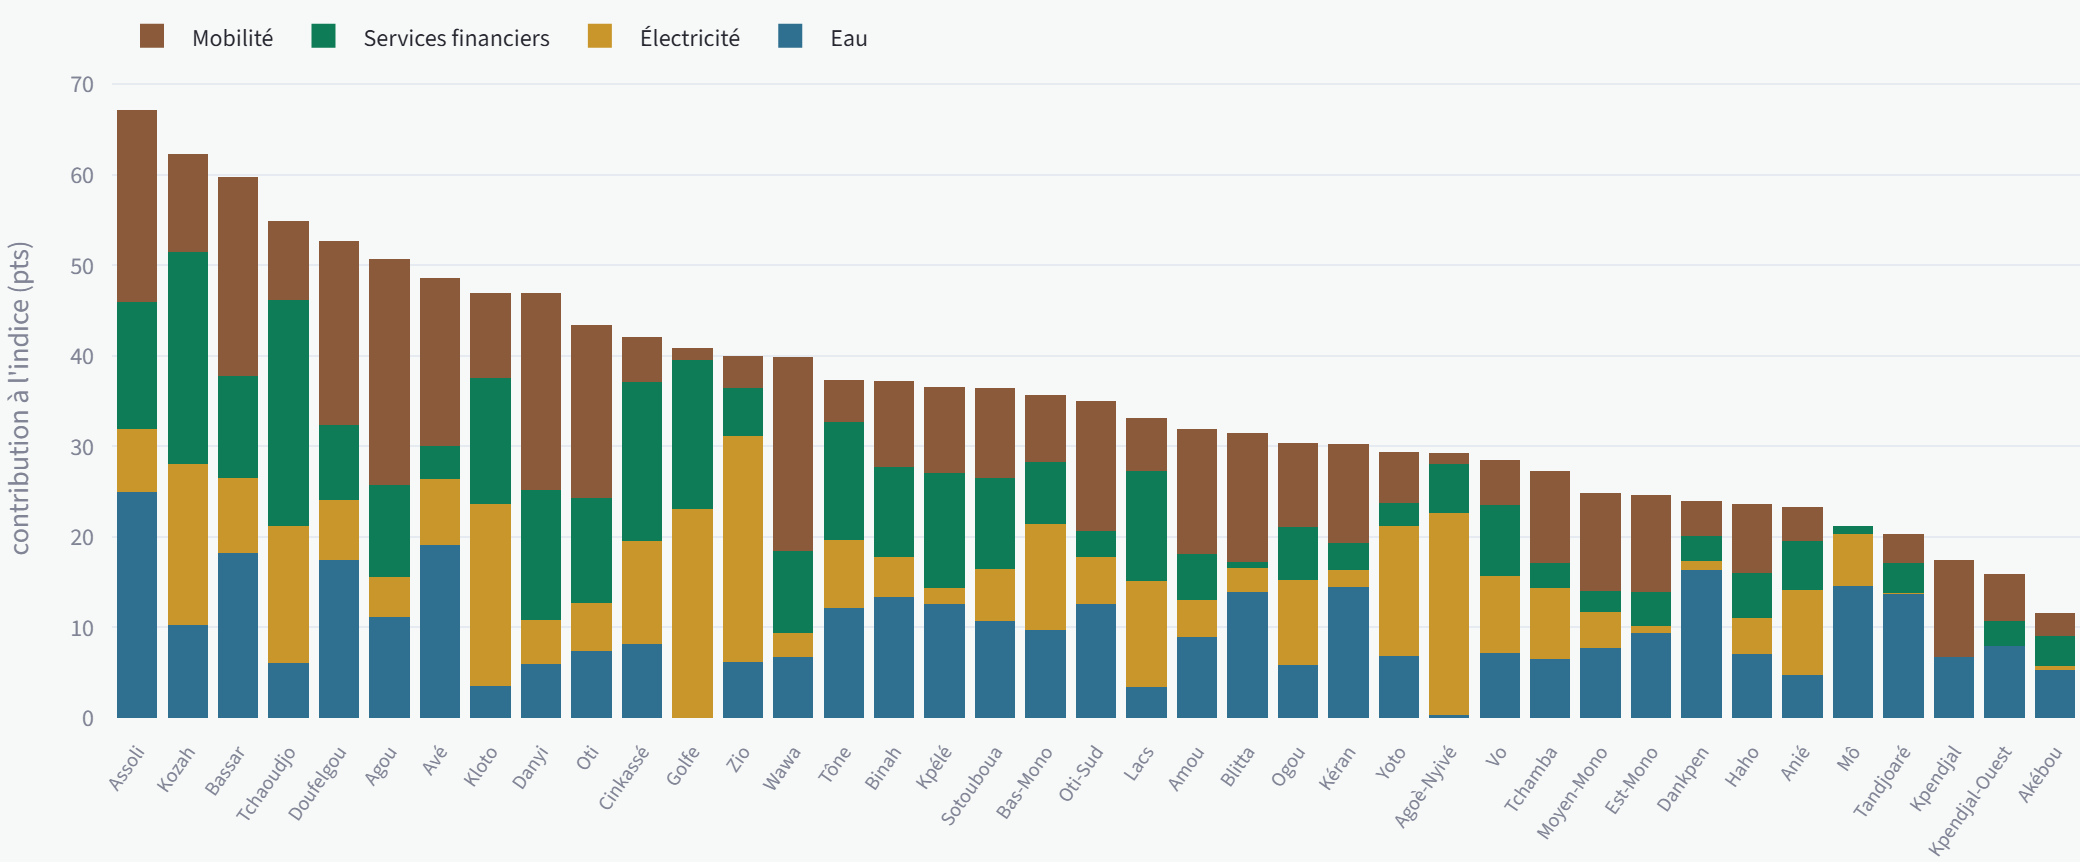 Mobilité Services financiers Électricité Eau
contribution à l'indice (pts)
70
60
50
40
30
20
10
0
Assoli
Kozah
Bassar
Tchaoudjo
Doufelgou
Agou
Avé
Kloto
Danyi
Oti
Cinkassé
Golfe
Zio
Wawa
Tône
Binah
Kpélé
Sotouboua
Bas-Mono
Oti-Sud
Lacs
Amou
Blitta
Ogou
Kéran
Yoto
Agoè-Nyivé
Vo
Tchamba
Moyen-Mono
Est-Mono
Dankpen
Haho
Anié
Mô
Tandjoaré
Kpendjal
Kpendjal-Ouest
Akébou